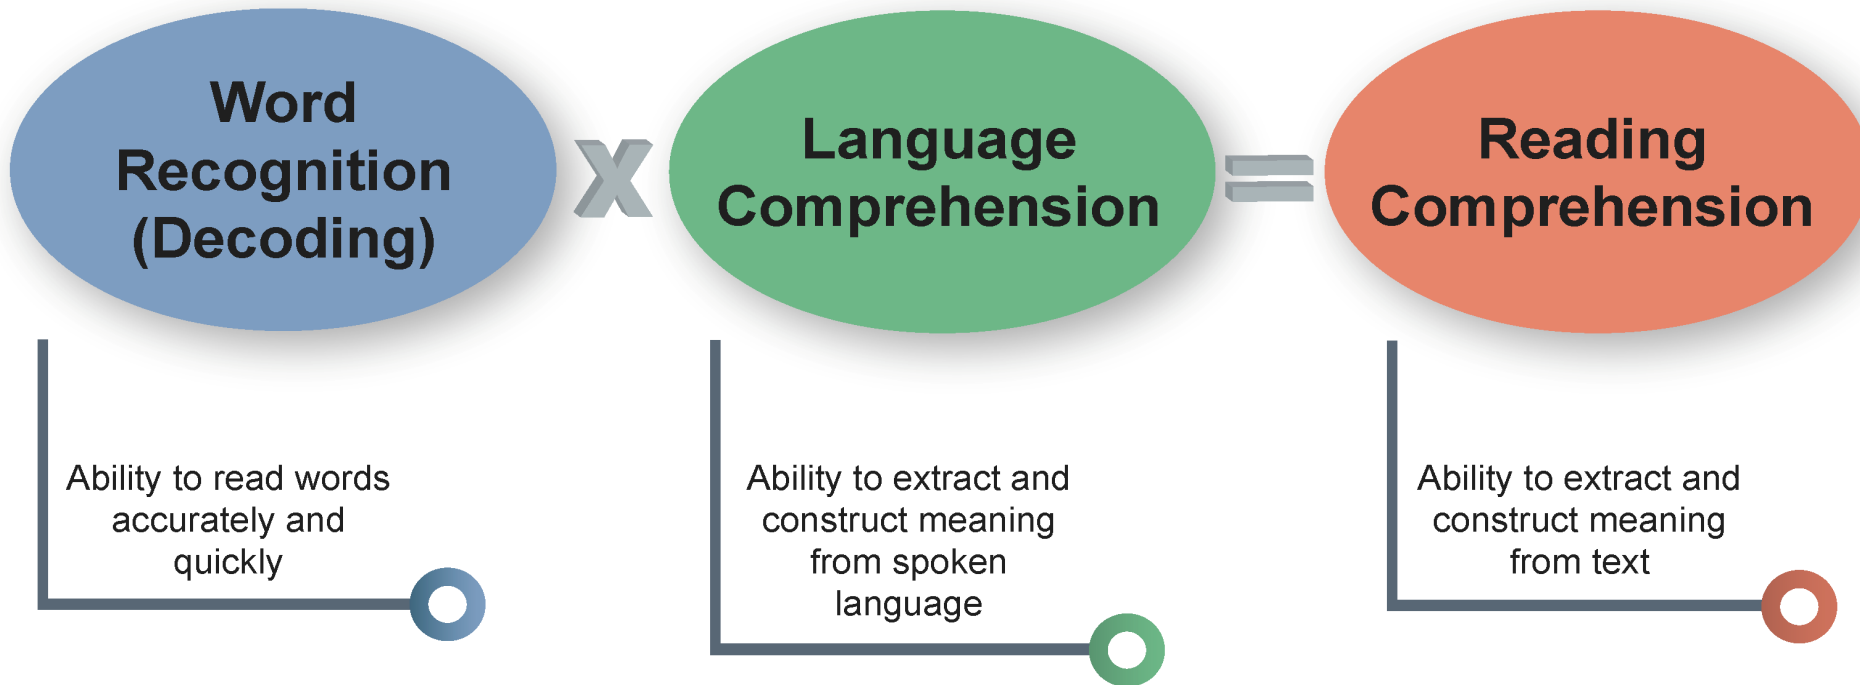 Word
Recognition
(Decoding)
x
Language
Comprehension
=
Reading
Comprehension
Ability to read words
accurately and
quickly
Ability to extract and
construct meaning
from spoken
language
Ability to extract and
construct meaning
from text